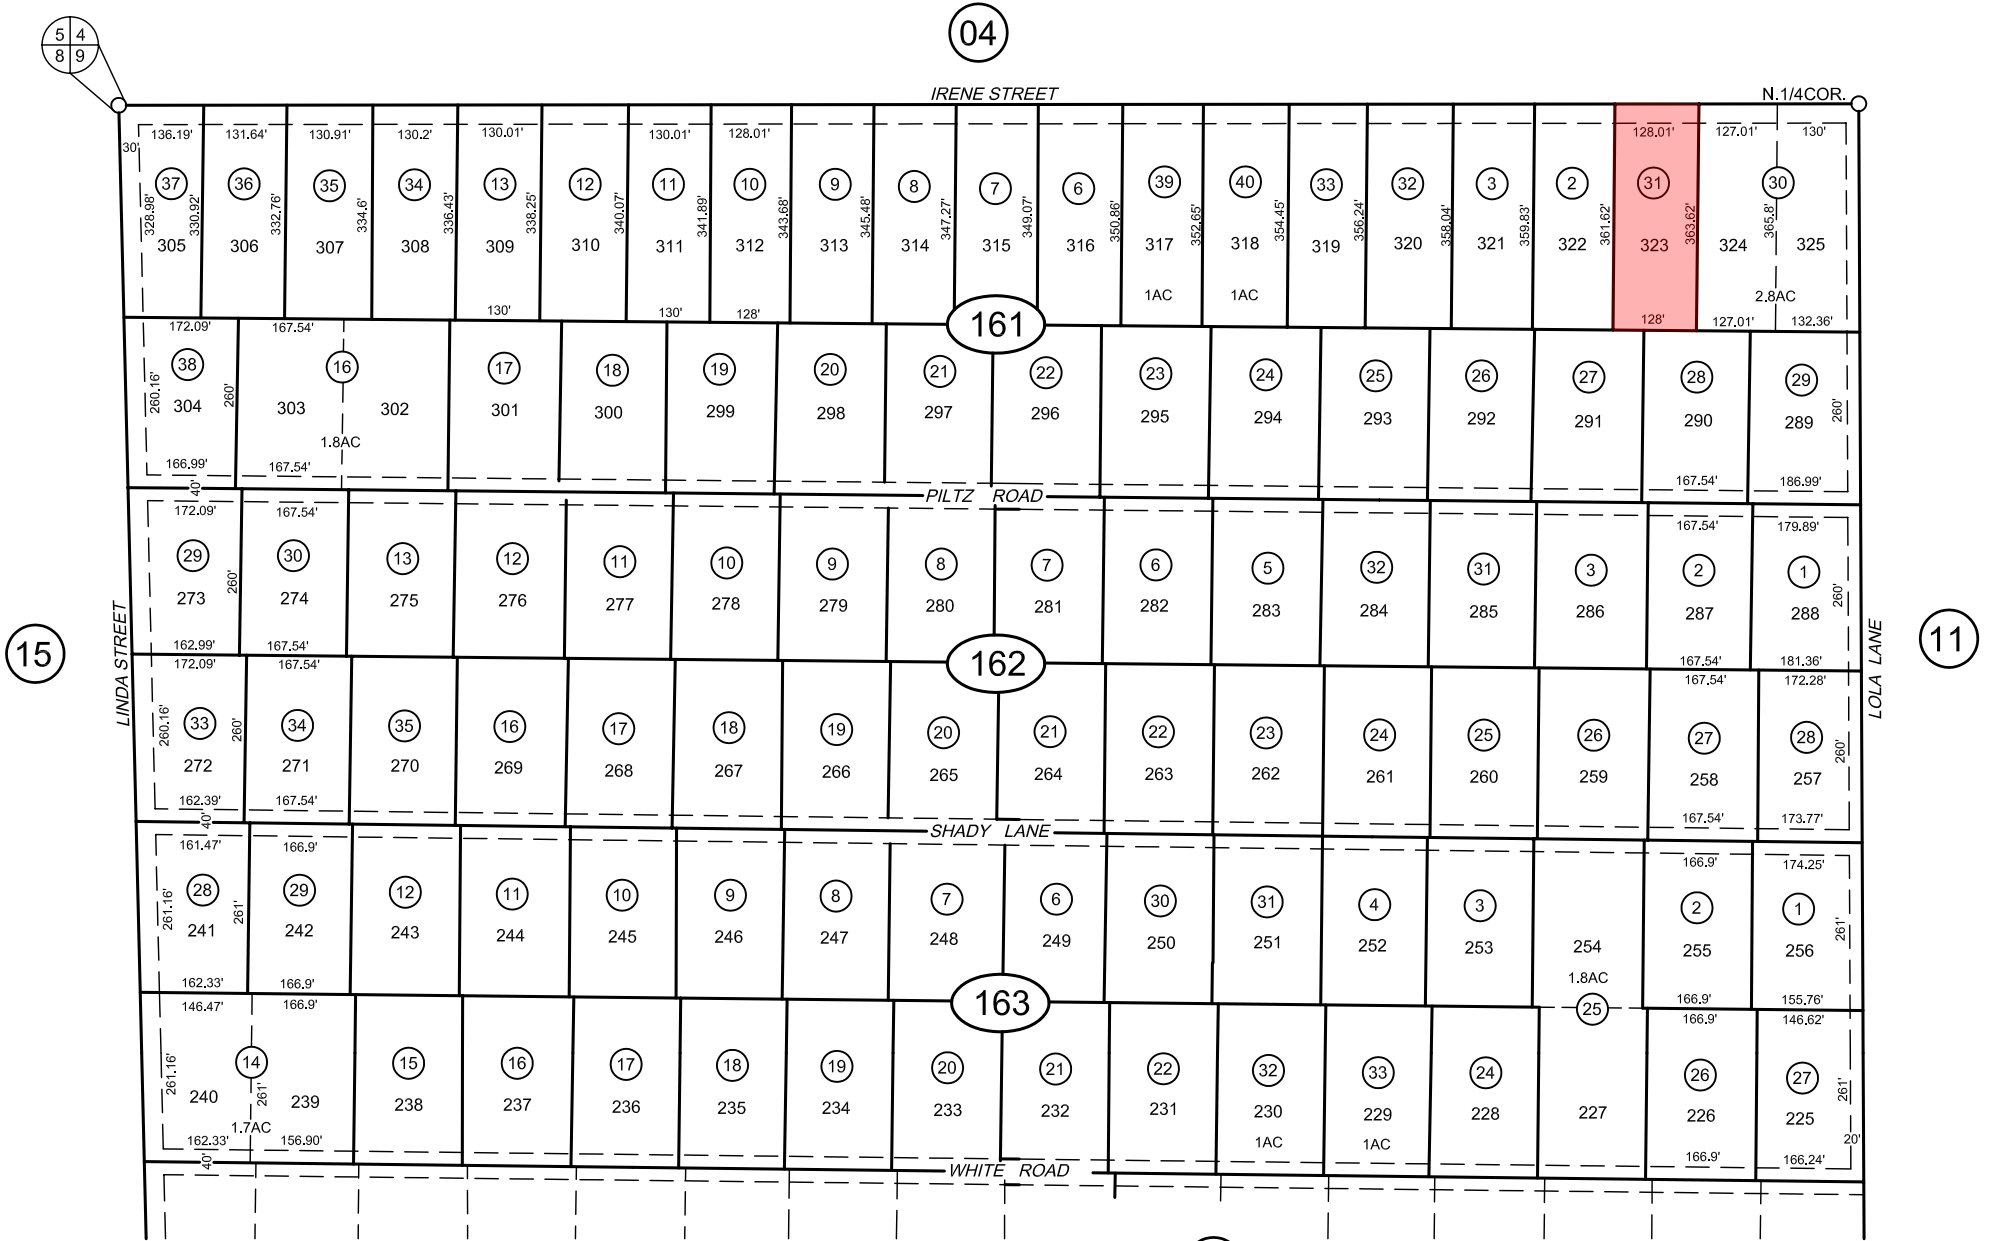 04
5 4
8 9
IRENE STREET
N.1/4COR.
136.19' 131.64' 130.91' 130.2' 130.01' 130.01' 128.01' 128.01' 127.01' 130'
30'
37 36 35 34 13 12 11 10 9 8 7 6 39 40 33 32 3 2 31 30
328.98' 330.92' 332.76' 334.6' 336.43' 338.25' 340.07' 341.89' 343.68' 345.48' 347.27' 349.07' 350.86' 352.65' 354.45' 356.24' 358.04' 359.83' 361.62' 363.62' 365.8'
305 306 307 308 309 310 311 312 313 314 315 316 317 318 319 320 321 322 323 324 325
1AC 1AC 2.8AC
130' 130' 128' 128' 127.01' 132.36'
161
172.09' 167.54'
38 16 17 18 19 20 21 22 23 24 25 26 27 28 29
260.16' 260' 260'
304 303 302 301 300 299 298 297 296 295 294 293 292 291 290 289
1.8AC
166.99' 167.54' 167.54' 186.99'
40'
PILTZ ROAD
172.09' 167.54' 167.54' 179.89'
29 30 13 12 11 10 9 8 7 6 5 32 31 3 2 1
260' 260'
273 274 275 276 277 278 279 280 281 282 283 284 285 286 287 288
162.99' 167.54' 167.54' 181.36'
15
LINDA STREET
162
LOLA LANE
11
172.09' 167.54' 167.54' 172.28'
33 34 35 16 17 18 19 20 21 22 23 24 25 26 27 28
260.16' 260' 260'
272 271 270 269 268 267 266 265 264 263 262 261 260 259 258 257
162.39' 167.54' 167.54' 173.77'
40'
SHADY LANE
161.47' 166.9' 166.9' 174.25'
28 29 12 11 10 9 8 7 6 30 31 4 3 2 1
261.16' 261' 261'
241 242 243 244 245 246 247 248 249 250 251 252 253 254 255 256
1.8AC
162.33' 166.9' 166.9' 155.76'
163
25
146.47' 166.9' 166.9' 146.62'
14 15 16 17 18 19 20 21 22 32 33 24 26 27
261.16' 261' 261'
240 239 238 237 236 235 234 233 232 231 230 229 228 227 226 225
1.7AC 1AC 1AC
162.33' 156.90' 166.9' 166.24'
20'
40'
WHITE ROAD